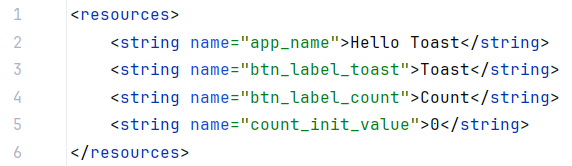 1 <resources>
2     <string name="app_name">Hello Toast</string>
3     <string name="btn_label_toast">Toast</string>
4     <string name="btn_label_count">Count</string>
5     <string name="count_init_value">0</string>
6 </resources>